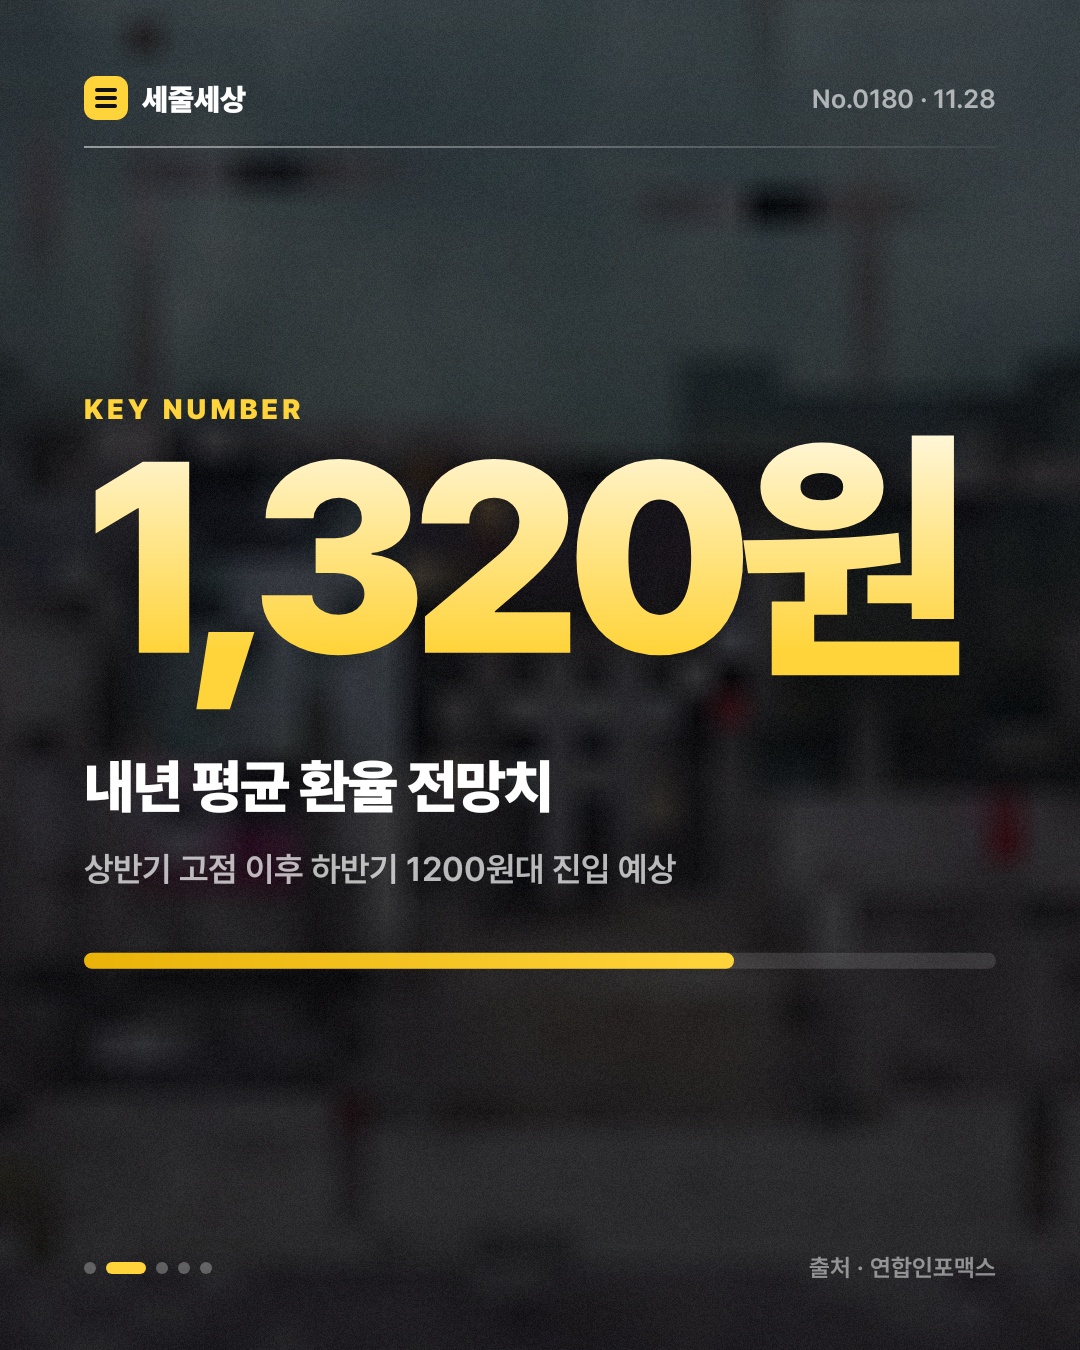 세줄세상
No.0180 · 11.28
KEY NUMBER
1,320원
내년 평균 환율 전망치
상반기 고점 이후 하반기 1200원대 진입 예상
출처 · 연합인포맥스